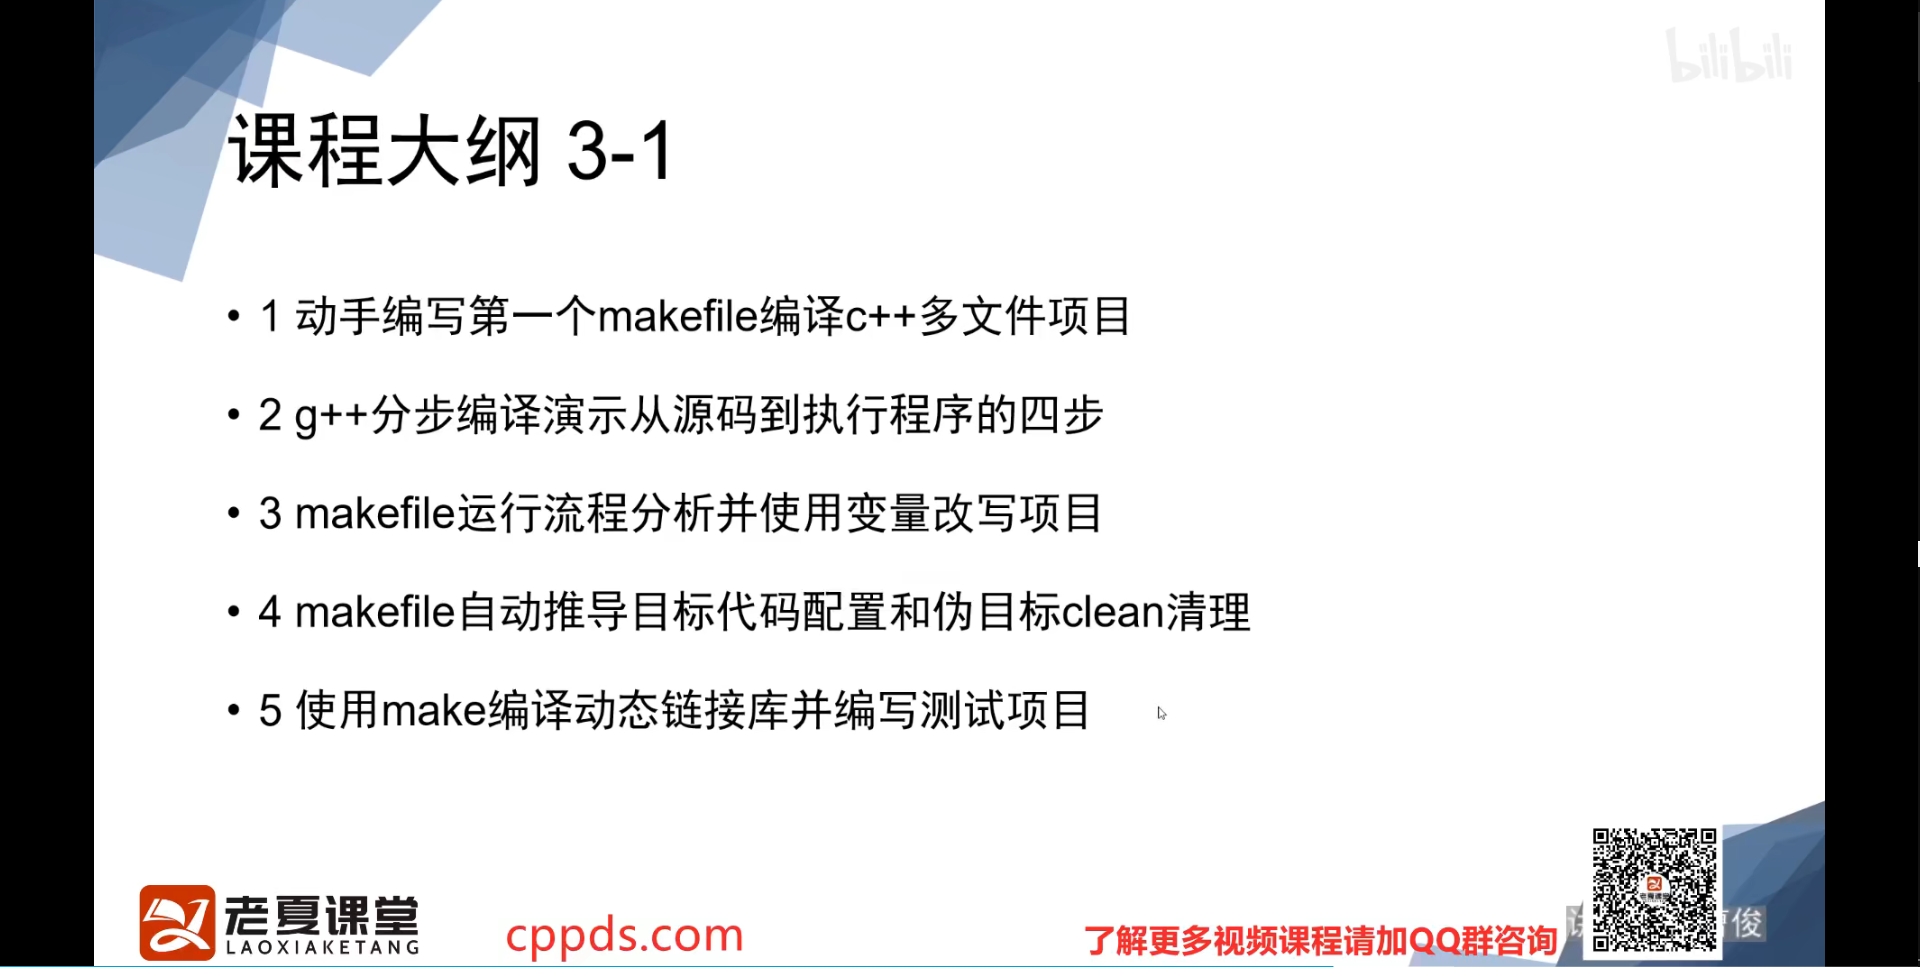 bilibili
课程大纲 3-1
• 1 动手编写第一个makefile编译c++多文件项目
• 2 g++分步编译演示从源码到执行程序的四步
• 3 makefile运行流程分析并使用变量改写项目
• 4 makefile自动推导目标代码配置和伪目标clean清理
• 5 使用make编译动态链接库并编写测试项目
老夏课堂
LAOXIAKETANG
cppds.com
了解更多视频课程请加QQ群咨询
俊